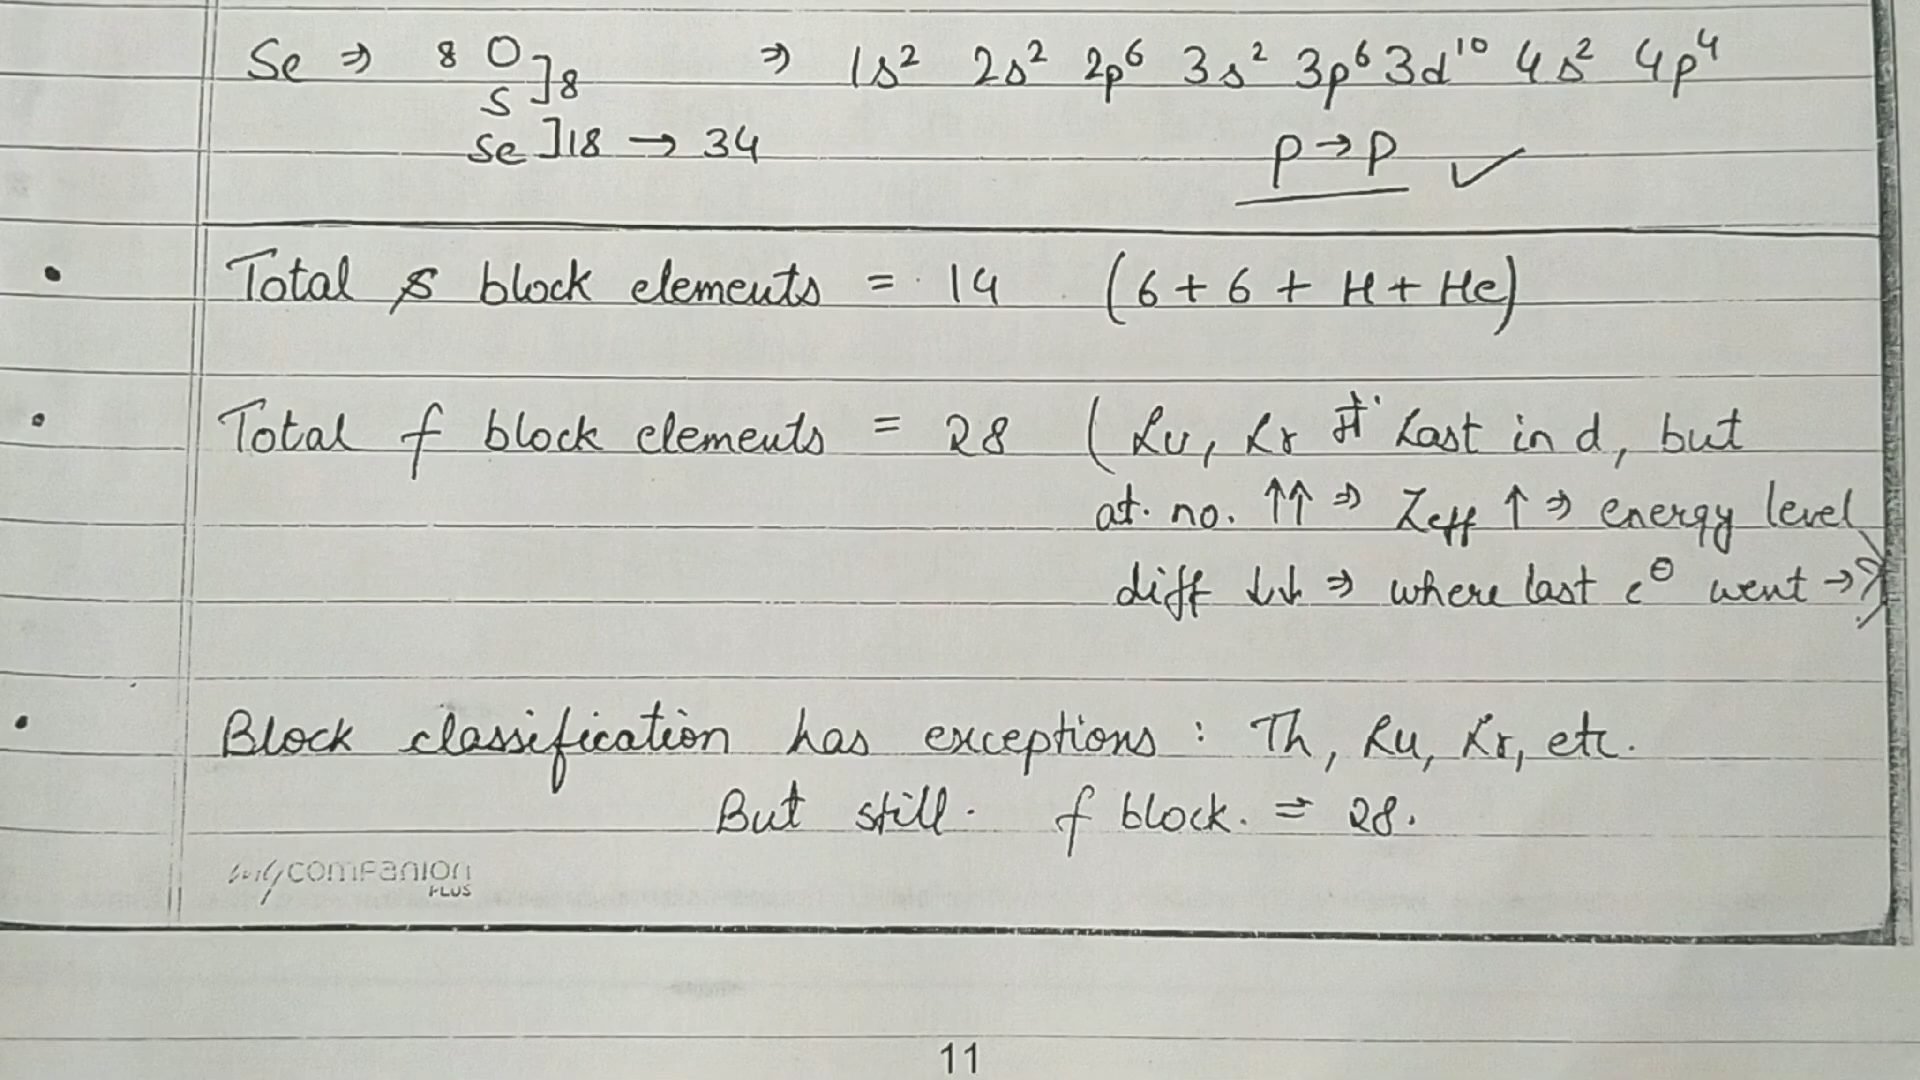 Se ⇒ 8 O ]8 ⇒ 1s² 2s² 2p⁶ 3s² 3p⁶ 3d¹⁰ 4s² 4p⁴
S
Se ]18 → 34 p → p ✓
• Total s block elements = 14 (6 + 6 + H + He)
• Total f block elements = 28 ( Lu, Lr में Last in d, but
at. no. ↑↑ ⇒ Zeff ↑ ⇒ energy level
diff ↓↓ ⇒ where last e⊖ went → ?)
• Block classification has exceptions : Th, Lu, Lr, etc.
But still. f block. = 28.
companion
PLUS
11